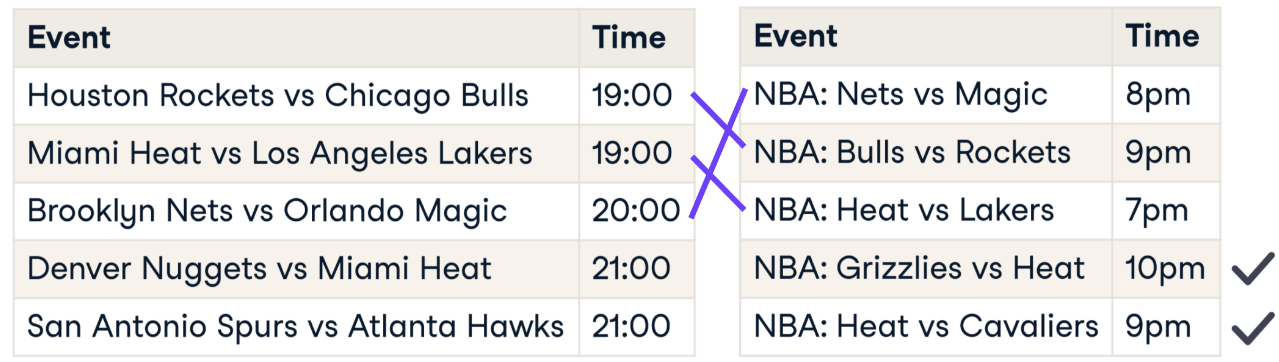 Event Time
Houston Rockets vs Chicago Bulls 19:00
Miami Heat vs Los Angeles Lakers 19:00
Brooklyn Nets vs Orlando Magic 20:00
Denver Nuggets vs Miami Heat 21:00
San Antonio Spurs vs Atlanta Hawks 21:00
Event Time
NBA: Nets vs Magic 8pm
NBA: Bulls vs Rockets 9pm
NBA: Heat vs Lakers 7pm
NBA: Grizzlies vs Heat 10pm
NBA: Heat vs Cavaliers 9pm